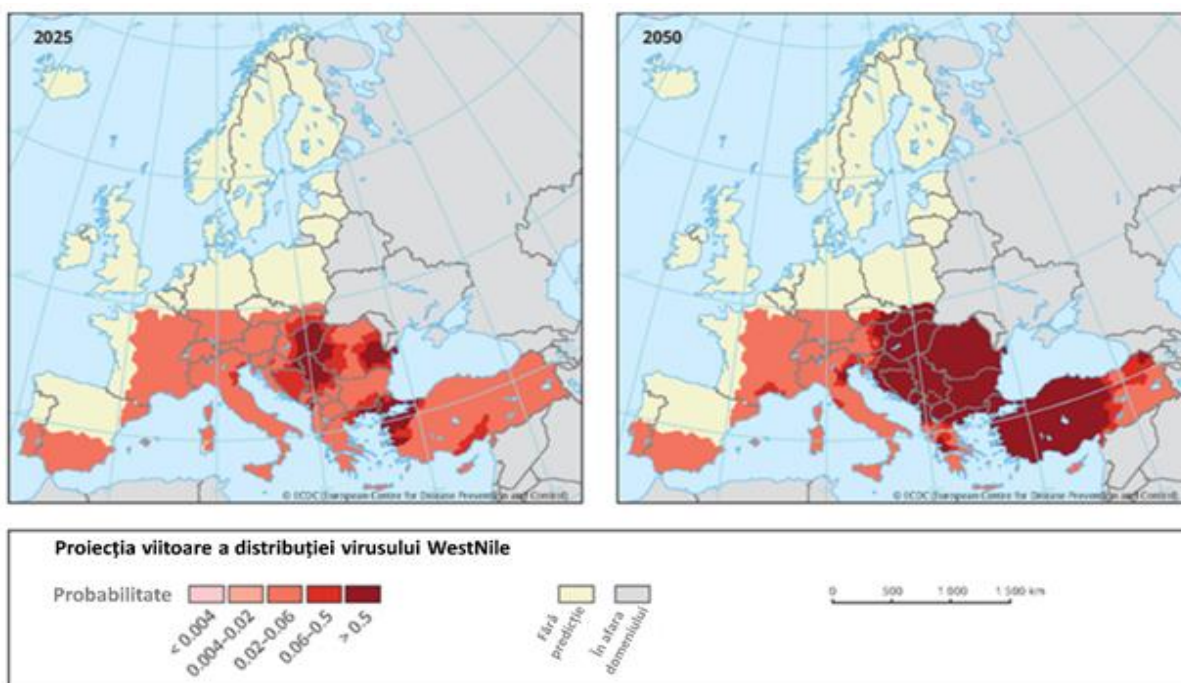 2025
2050
© ECDC (European Centre for Disease Prevention and Control)
© ECDC (European Centre for Disease Prevention and Control)
Proiecția viitoare a distribuției virusului WestNile
Probabilitate
< 0.004
0.004–0.02
0.02–0.06
0.06–0.5
> 0.5
Fără
predicție
În afara
domeniului
0 500 1 000 1 500 km